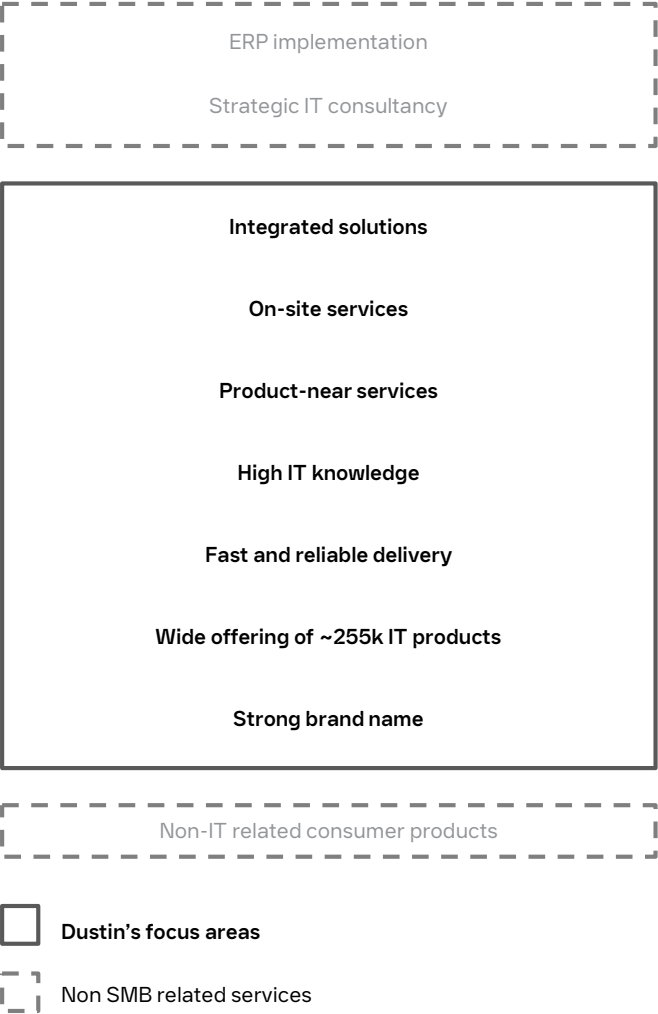 ERP implementation
Strategic IT consultancy
Integrated solutions
On-site services
Product-near services
High IT knowledge
Fast and reliable delivery
Wide offering of ~255k IT products
Strong brand name
Non-IT related consumer products
Dustin’s focus areas
Non SMB related services